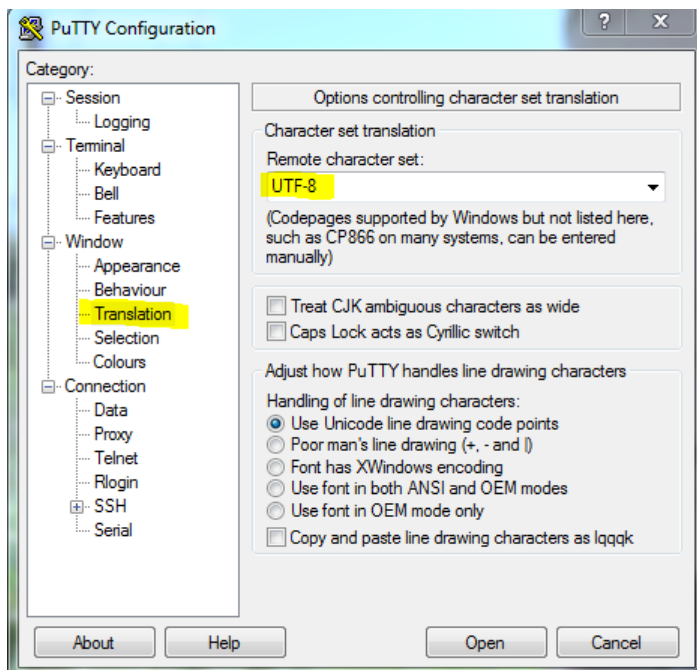 PuTTY Configuration
?
X
Category:
Session
Logging
Terminal
Keyboard
Bell
Features
Window
Appearance
Behaviour
Translation
Selection
Colours
Connection
Data
Proxy
Telnet
Rlogin
SSH
Serial
Options controlling character set translation
Character set translation
Remote character set:
UTF-8
(Codepages supported by Windows but not listed here,
such as CP866 on many systems, can be entered
manually)
Treat CJK ambiguous characters as wide
Caps Lock acts as Cyrillic switch
Adjust how PuTTY handles line drawing characters
Handling of line drawing characters:
Use Unicode line drawing code points
Poor man's line drawing (+, - and |)
Font has XWindows encoding
Use font in both ANSI and OEM modes
Use font in OEM mode only
Copy and paste line drawing characters as lqqqk
About
Help
Open
Cancel